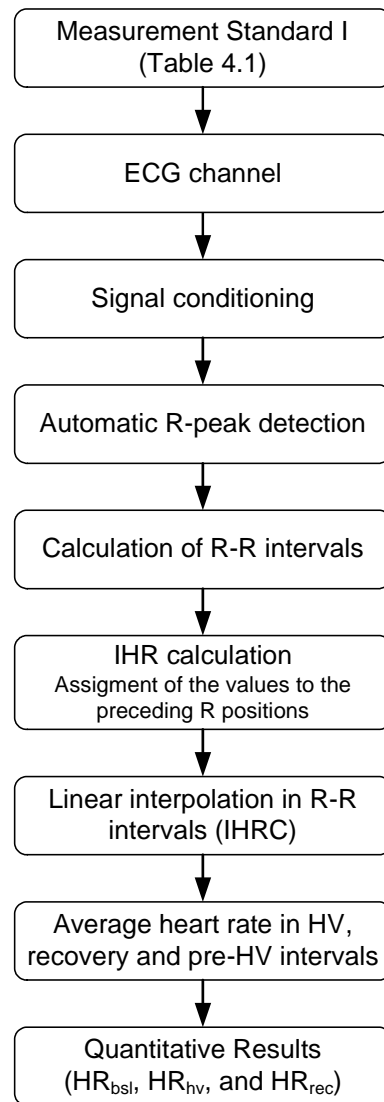 Measurement Standard I
(Table 4.1)
ECG channel
Signal conditioning
Automatic R-peak detection
Calculation of R-R intervals
IHR calculation
Assigment of the values to the
preceding R positions
Linear interpolation in R-R
intervals (IHRC)
Average heart rate in HV,
recovery and pre-HV intervals
Quantitative Results
(HRbsl, HRhv, and HRrec)